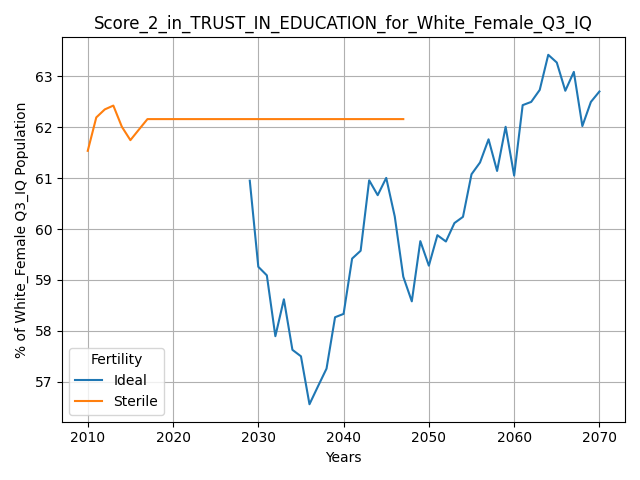 Score_2_in_TRUST_IN_EDUCATION_for_White_Female_Q3_IQ
% of White_Female Q3_IQ Population
63
62
61
60
59
58
57
Fertility
Ideal
Sterile
2010 2020 2030 2040 2050 2060 2070
Years